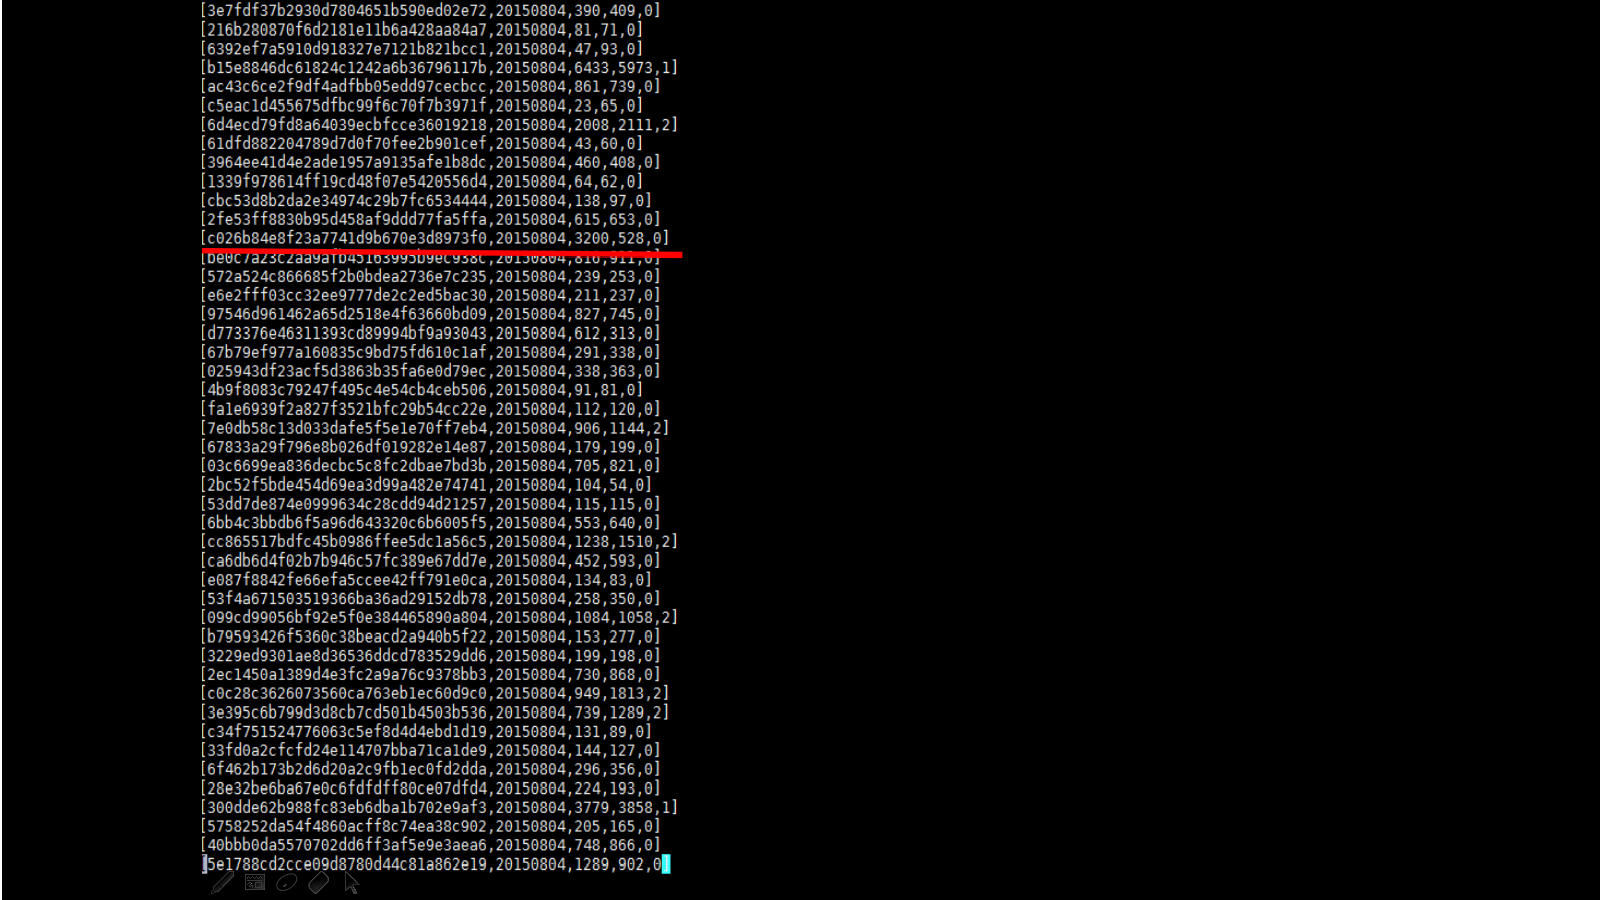 [3e7fdf37b2930d7804651b590ed02e72,20150804,390,409,0]
[216b280870f6d2181e11b6a428aa84a7,20150804,81,71,0]
[6392ef7a5910d918327e7121b821bcc1,20150804,47,93,0]
[b15e8846dc61824c1242a6b36796117b,20150804,6433,5973,1]
[ac43c6ce2f9df4adfbb05edd97cecbcc,20150804,861,739,0]
[c5eac1d455675dfbc99f6c70f7b3971f,20150804,23,65,0]
[6d4ecd79fd8a64039ecbfcce36019218,20150804,2008,2111,2]
[61dfd882204789d7d0f70fee2b901cef,20150804,43,60,0]
[3964ee41d4e2ade1957a9135afe1b8dc,20150804,460,408,0]
[1339f978614ff19cd48f07e5420556d4,20150804,64,62,0]
[cbc53d8b2da2e34974c29b7fc6534444,20150804,138,97,0]
[2fe53ff8830b95d458af9ddd77fa5ffa,20150804,615,653,0]
[c026b84e8f23a7741d9b670e3d8973f0,20150804,3200,528,0]
[572a524c866685f2b0bdea2736e7c235,20150804,239,253,0]
[e6e2fff03cc32ee9777de2c2ed5bac30,20150804,211,237,0]
[97546d961462a65d2518e4f63660bd09,20150804,827,745,0]
[d773376e46311393cd89994bf9a93043,20150804,612,313,0]
[67b79ef977a160835c9bd75fd610c1af,20150804,291,338,0]
[025943df23acf5d3863b35fa6e0d79ec,20150804,338,363,0]
[4b9f8083c79247f495c4e54cb4ceb506,20150804,91,81,0]
[fa1e6939f2a827f3521bfc29b54cc22e,20150804,112,120,0]
[7e0db58c13d033dafe5f5e1e70ff7eb4,20150804,906,1144,2]
[67833a29f796e8b026df019282e14e87,20150804,179,199,0]
[03c6699ea836decbc5c8fc2dbae7bd3b,20150804,705,821,0]
[2bc52f5bde454d69ea3d99a482e74741,20150804,104,54,0]
[53dd7de874e0999634c28cdd94d21257,20150804,115,115,0]
[6bb4c3bbdb6f5a96d643320c6b6005f5,20150804,553,640,0]
[cc865517bdfc45b0986ffee5dc1a56c5,20150804,1238,1510,2]
[ca6db6d4f02b7b946c57fc389e67dd7e,20150804,452,593,0]
[e087f8842fe66efa5ccee42ff791e0ca,20150804,134,83,0]
[53f4a671503519366ba36ad29152db78,20150804,258,350,0]
[099cd99056bf92e5f0e384465890a804,20150804,1084,1058,2]
[b79593426f5360c38beacd2a940b5f22,20150804,153,277,0]
[3229ed9301ae8d36536ddcd783529dd6,20150804,199,198,0]
[2ec1450a1389d4e3fc2a9a76c9378bb3,20150804,730,868,0]
[c0c28c3626073560ca763eb1ec60d9c0,20150804,949,1813,2]
[3e395c6b799d3d8cb7cd501b4503b536,20150804,739,1289,2]
[c34f751524776063c5ef8d4d4ebd1d19,20150804,131,89,0]
[33fd0a2cfcfd24e114707bba71ca1de9,20150804,144,127,0]
[6f462b173b2d6d20a2c9fb1ec0fd2dda,20150804,296,356,0]
[28e32be6ba67e0c6fdfdff80ce07dfd4,20150804,224,193,0]
[300dde62b988fc83eb6dba1b702e9af3,20150804,3779,3858,1]
[5758252da54f4860acff8c74ea38c902,20150804,205,165,0]
[40bbb0da5570702dd6ff3af5e9e3aea6,20150804,748,866,0]
[5e1788cd2cce09d8780d44c81a862e19,20150804,1289,902,0]